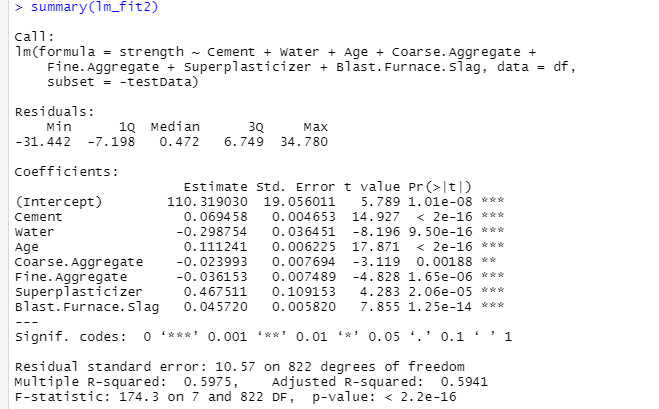 > summary(lm_fit2)
Call:
lm(formula = strength ~ Cement + Water + Age + Coarse.Aggregate +
    Fine.Aggregate + Superplasticizer + Blast.Furnace.Slag, data = df,
    subset = -testData)
Residuals:
    Min      1Q  Median      3Q     Max
-31.442  -7.198   0.472   6.749  34.780
Coefficients:
                     Estimate Std. Error t value Pr(>|t|)
(Intercept)        110.319030  19.056011   5.789 1.01e-08 ***
Cement               0.069458   0.004653  14.927  < 2e-16 ***
Water               -0.298754   0.036451  -8.196 9.50e-16 ***
Age                  0.111241   0.006225  17.871  < 2e-16 ***
Coarse.Aggregate    -0.023993   0.007694  -3.119  0.00188 **
Fine.Aggregate      -0.036153   0.007489  -4.828 1.65e-06 ***
Superplasticizer     0.467511   0.109153   4.283 2.06e-05 ***
Blast.Furnace.Slag   0.045720   0.005820   7.855 1.25e-14 ***
---
Signif. codes:  0 ‘***’ 0.001 ‘**’ 0.01 ‘*’ 0.05 ‘.’ 0.1 ‘ ’ 1
Residual standard error: 10.57 on 822 degrees of freedom
Multiple R-squared:  0.5975,    Adjusted R-squared:  0.5941
F-statistic: 174.3 on 7 and 822 DF,  p-value: < 2.2e-16